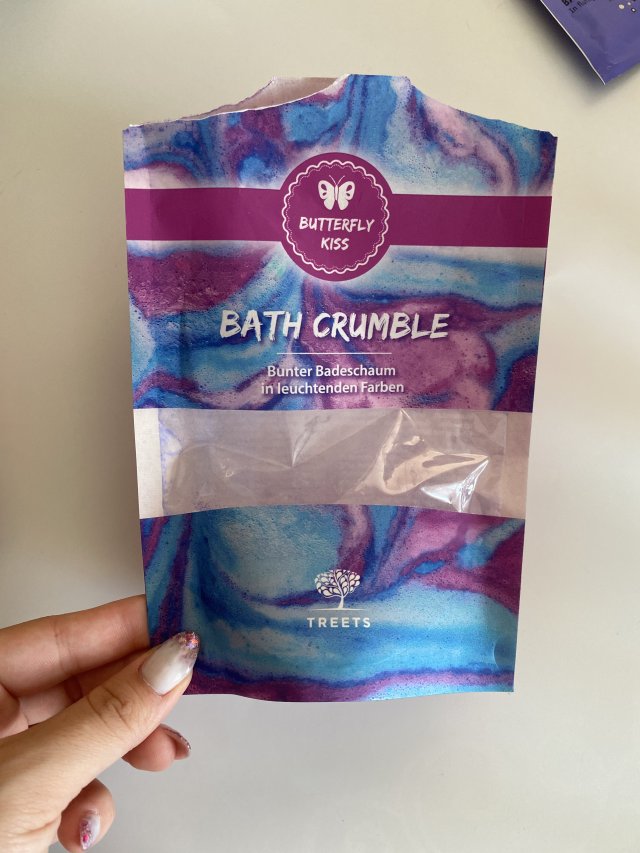 BUTTERFLY
KISS
BATH CRUMBLE
Bunter Badeschaum
in leuchtenden Farben
TREETS